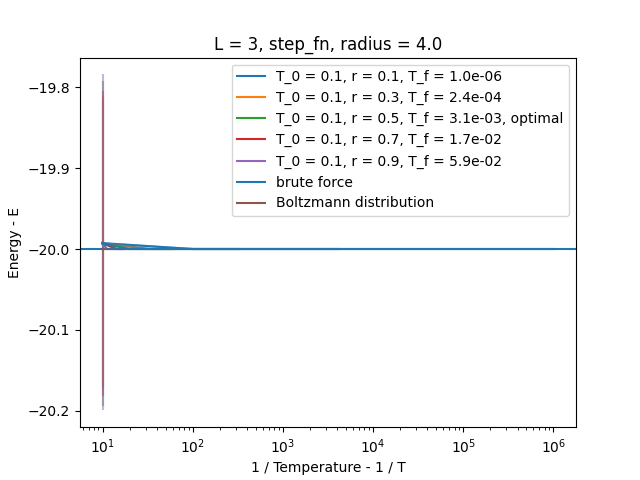 L = 3, step_fn, radius = 4.0
T_0 = 0.1, r = 0.1, T_f = 1.0e-06
T_0 = 0.1, r = 0.3, T_f = 2.4e-04
T_0 = 0.1, r = 0.5, T_f = 3.1e-03, optimal
T_0 = 0.1, r = 0.7, T_f = 1.7e-02
T_0 = 0.1, r = 0.9, T_f = 5.9e-02
brute force
Boltzmann distribution
Energy - E
−19.8
−19.9
−20.0
−20.1
−20.2
10¹ 10² 10³ 10⁴ 10⁵ 10⁶
1 / Temperature - 1 / T